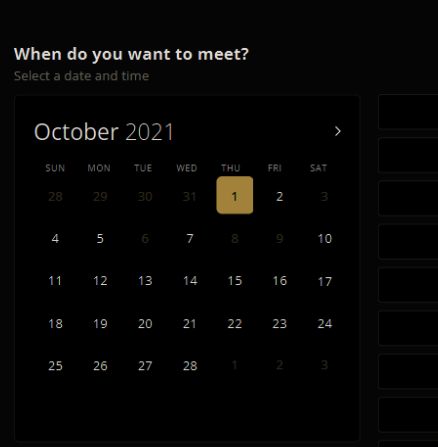 When do you want to meet?
Select a date and time
October 2021
SUN MON TUE WED THU FRI SAT
28 29 30 31 1 2 3
4 5 6 7 8 9 10
11 12 13 14 15 16 17
18 19 20 21 22 23 24
25 26 27 28 1 2 3